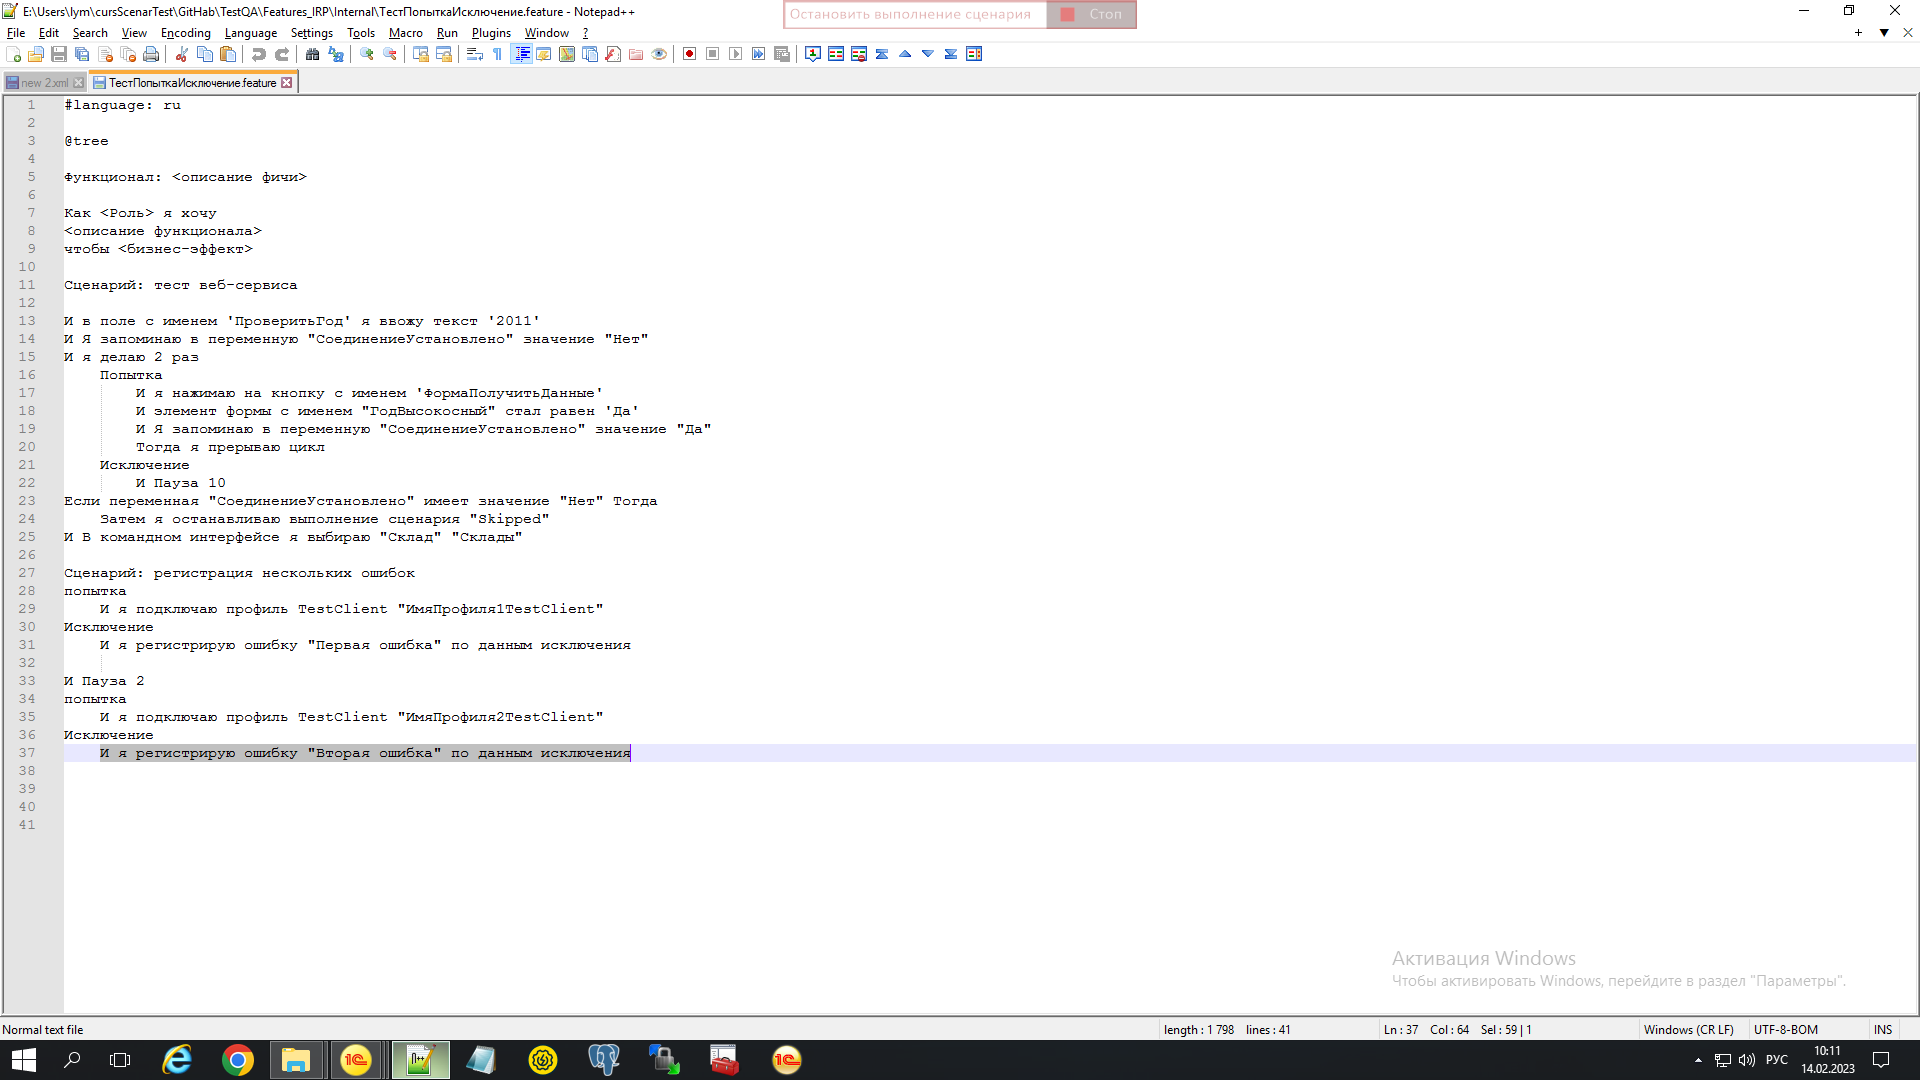 E:\Users\lym\cursScenarTest\GitHab\TestQA\Features_IRP\Internal\ТестПопыткаИсключение.feature - Notepad++
Остановить выполнение сценария Стоп
File Edit Search View Encoding Language Settings Tools Macro Run Plugins Window ?
new 2.xml ТестПопыткаИсключение.feature
1 #language: ru
2
3 @tree
4
5 Функционал: <описание фичи>
6
7 Как <Роль> я хочу
8 <описание функционала>
9 чтобы <бизнес-эффект>
10
11 Сценарий: тест веб-сервиса
12
13 И в поле с именем 'ПроверитьГод' я ввожу текст '2011'
14 И Я запоминаю в переменную "СоединениеУстановлено" значение "Нет"
15 И я делаю 2 раз
16 Попытка
17 И я нажимаю на кнопку с именем 'ФормаПолучитьДанные'
18 И элемент формы с именем "ГодВысокосный" стал равен 'Да'
19 И Я запоминаю в переменную "СоединениеУстановлено" значение "Да"
20 Тогда я прерываю цикл
21 Исключение
22 И Пауза 10
23 Если переменная "СоединениеУстановлено" имеет значение "Нет" Тогда
24 Затем я останавливаю выполнение сценария "Skipped"
25 И В командном интерфейсе я выбираю "Склад" "Склады"
26
27 Сценарий: регистрация нескольких ошибок
28 попытка
29 И я подключаю профиль TestClient "ИмяПрофиля1TestClient"
30 Исключение
31 И я регистрирую ошибку "Первая ошибка" по данным исключения
32
33 И Пауза 2
34 попытка
35 И я подключаю профиль TestClient "ИмяПрофиля2TestClient"
36 Исключение
37 И я регистрирую ошибку "Вторая ошибка" по данным исключения
38
39
40
41
Активация Windows
Чтобы активировать Windows, перейдите в раздел "Параметры".
Normal text file length : 1 798 lines : 41 Ln : 37 Col : 64 Sel : 59 | 1 Windows (CR LF) UTF-8-BOM INS
РУС 10:11
14.02.2023